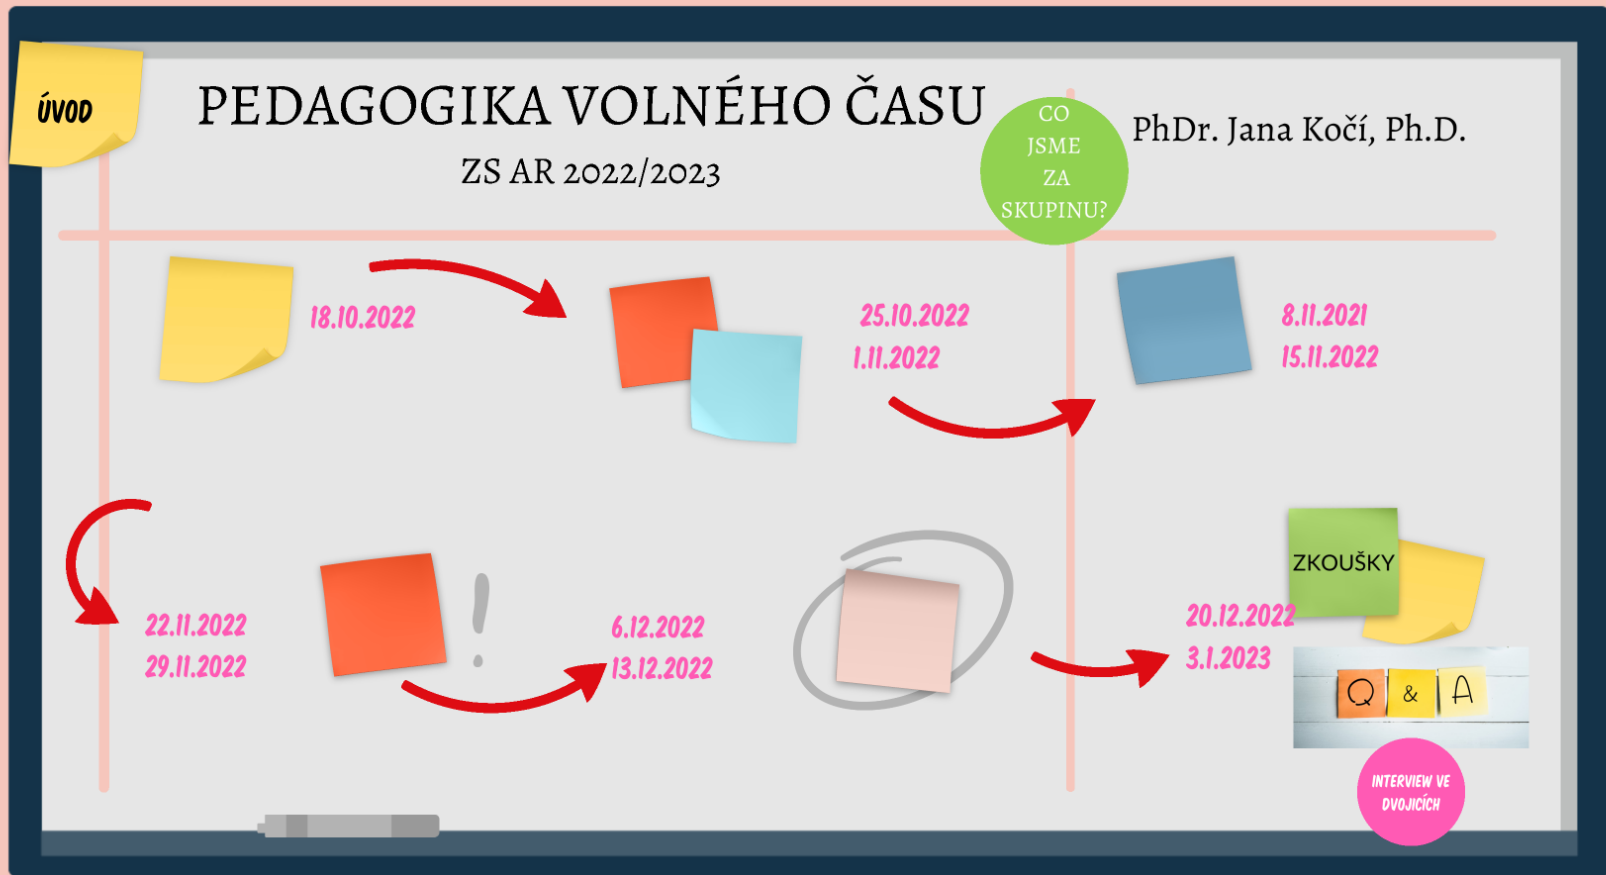 ÚVOD
PEDAGOGIKA VOLNÉHO ČASU
ZS AR 2022/2023
CO
JSME
ZA
SKUPINU?
PhDr. Jana Kočí, Ph.D.
18.10.2022
25.10.2022
1.11.2022
8.11.2021
15.11.2022
22.11.2022
29.11.2022
!
6.12.2022
13.12.2022
ZKOUŠKY
20.12.2022
3.1.2023
Q & A
INTERVIEW VE
DVOJICÍCH